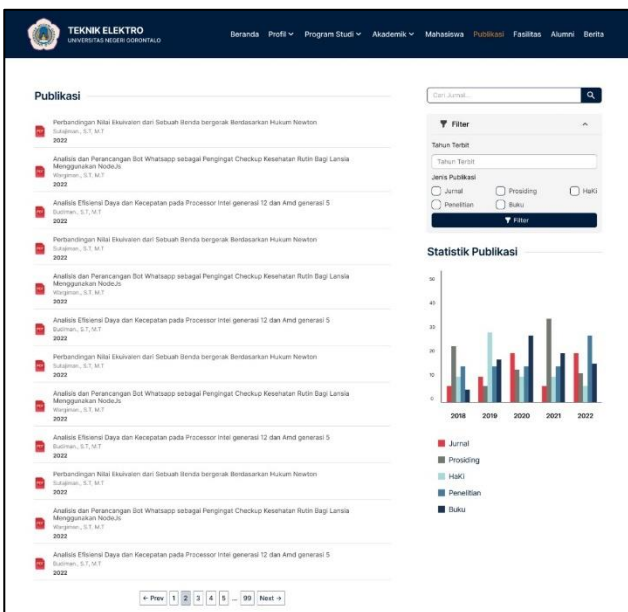 TEKNIK ELEKTRO
UNIVERSITAS NEGERI GORONTALO
Beranda Profil Program Studi Akademik Mahasiswa Publikasi Fasilitas Alumni Berita
Publikasi
Perbandingan Nilai Ekuivalen dari Sebuah Benda bergerak Berdasarkan Hukum Newton
Sulaiman., S.T, M.T
2022
Analisis dan Perancangan Bot Whatsapp sebagai Pengingat Checkup Kesehatan Rutin Bagi Lansia
Menggunakan NodeJs
Wargiman., S.T, M.T
2022
Analisis Efisiensi Daya dan Kecepatan pada Processor Intel generasi 12 dan Amd generasi 5
Budiman., S.T, M.T
2022
Perbandingan Nilai Ekuivalen dari Sebuah Benda bergerak Berdasarkan Hukum Newton
Sulaiman., S.T, M.T
2022
Analisis dan Perancangan Bot Whatsapp sebagai Pengingat Checkup Kesehatan Rutin Bagi Lansia
Menggunakan NodeJs
Wargiman., S.T, M.T
2022
Analisis Efisiensi Daya dan Kecepatan pada Processor Intel generasi 12 dan Amd generasi 5
Budiman., S.T, M.T
2022
Perbandingan Nilai Ekuivalen dari Sebuah Benda bergerak Berdasarkan Hukum Newton
Sulaiman., S.T, M.T
2022
Analisis dan Perancangan Bot Whatsapp sebagai Pengingat Checkup Kesehatan Rutin Bagi Lansia
Menggunakan NodeJs
Wargiman., S.T, M.T
2022
Analisis Efisiensi Daya dan Kecepatan pada Processor Intel generasi 12 dan Amd generasi 5
Budiman., S.T, M.T
2022
Perbandingan Nilai Ekuivalen dari Sebuah Benda bergerak Berdasarkan Hukum Newton
Sulaiman., S.T, M.T
2022
Analisis dan Perancangan Bot Whatsapp sebagai Pengingat Checkup Kesehatan Rutin Bagi Lansia
Menggunakan NodeJs
Wargiman., S.T, M.T
2022
Analisis Efisiensi Daya dan Kecepatan pada Processor Intel generasi 12 dan Amd generasi 5
Budiman., S.T, M.T
2022
← Prev 1 2 3 4 5 ... 99 Next →
Cari Jurnal...
Filter
Tahun Terbit
Tahun Terbit
Jenis Publikasi
Jurnal Prosiding HaKi
Penelitian Buku
Filter
Statistik Publikasi
50
40
30
20
10
0
2018 2019 2020 2021 2022
Jurnal
Prosiding
HaKi
Penelitian
Buku